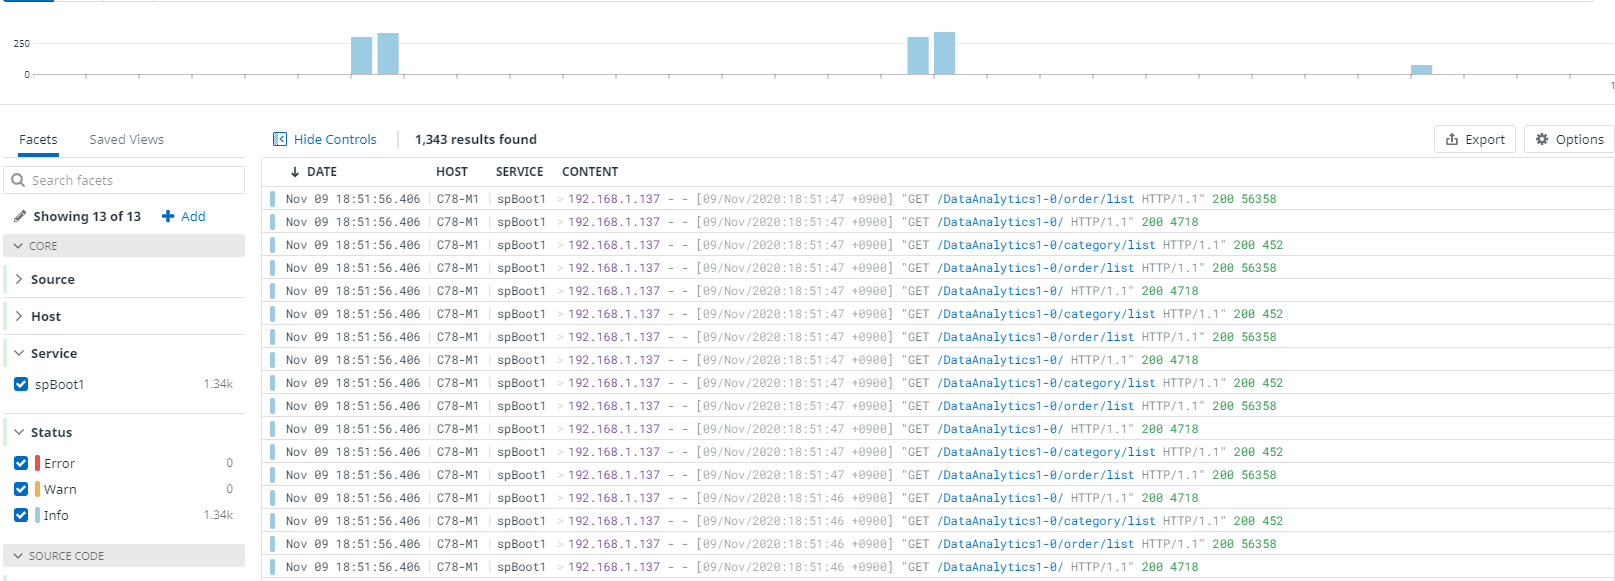 250
0
1
Facets Saved Views Hide Controls 1,343 results found Export Options
Search facets
Showing 13 of 13 Add
CORE
Source
Host
Service
spBoot1 1.34k
Status
Error 0
Warn 0
Info 1.34k
SOURCE CODE
DATE HOST SERVICE CONTENT
Nov 09 18:51:56.406 C78-M1 spBoot1 > 192.168.1.137 - - [09/Nov/2020:18:51:47 +0900] "GET /DataAnalytics1-0/order/list HTTP/1.1" 200 56358
Nov 09 18:51:56.406 C78-M1 spBoot1 > 192.168.1.137 - - [09/Nov/2020:18:51:47 +0900] "GET /DataAnalytics1-0/ HTTP/1.1" 200 4718
Nov 09 18:51:56.406 C78-M1 spBoot1 > 192.168.1.137 - - [09/Nov/2020:18:51:47 +0900] "GET /DataAnalytics1-0/category/list HTTP/1.1" 200 452
Nov 09 18:51:56.406 C78-M1 spBoot1 > 192.168.1.137 - - [09/Nov/2020:18:51:47 +0900] "GET /DataAnalytics1-0/order/list HTTP/1.1" 200 56358
Nov 09 18:51:56.406 C78-M1 spBoot1 > 192.168.1.137 - - [09/Nov/2020:18:51:47 +0900] "GET /DataAnalytics1-0/ HTTP/1.1" 200 4718
Nov 09 18:51:56.406 C78-M1 spBoot1 > 192.168.1.137 - - [09/Nov/2020:18:51:47 +0900] "GET /DataAnalytics1-0/category/list HTTP/1.1" 200 452
Nov 09 18:51:56.406 C78-M1 spBoot1 > 192.168.1.137 - - [09/Nov/2020:18:51:47 +0900] "GET /DataAnalytics1-0/order/list HTTP/1.1" 200 56358
Nov 09 18:51:56.406 C78-M1 spBoot1 > 192.168.1.137 - - [09/Nov/2020:18:51:47 +0900] "GET /DataAnalytics1-0/ HTTP/1.1" 200 4718
Nov 09 18:51:56.406 C78-M1 spBoot1 > 192.168.1.137 - - [09/Nov/2020:18:51:47 +0900] "GET /DataAnalytics1-0/category/list HTTP/1.1" 200 452
Nov 09 18:51:56.406 C78-M1 spBoot1 > 192.168.1.137 - - [09/Nov/2020:18:51:47 +0900] "GET /DataAnalytics1-0/order/list HTTP/1.1" 200 56358
Nov 09 18:51:56.406 C78-M1 spBoot1 > 192.168.1.137 - - [09/Nov/2020:18:51:47 +0900] "GET /DataAnalytics1-0/ HTTP/1.1" 200 4718
Nov 09 18:51:56.406 C78-M1 spBoot1 > 192.168.1.137 - - [09/Nov/2020:18:51:47 +0900] "GET /DataAnalytics1-0/category/list HTTP/1.1" 200 452
Nov 09 18:51:56.406 C78-M1 spBoot1 > 192.168.1.137 - - [09/Nov/2020:18:51:47 +0900] "GET /DataAnalytics1-0/order/list HTTP/1.1" 200 56358
Nov 09 18:51:56.406 C78-M1 spBoot1 > 192.168.1.137 - - [09/Nov/2020:18:51:46 +0900] "GET /DataAnalytics1-0/ HTTP/1.1" 200 4718
Nov 09 18:51:56.406 C78-M1 spBoot1 > 192.168.1.137 - - [09/Nov/2020:18:51:46 +0900] "GET /DataAnalytics1-0/category/list HTTP/1.1" 200 452
Nov 09 18:51:56.406 C78-M1 spBoot1 > 192.168.1.137 - - [09/Nov/2020:18:51:46 +0900] "GET /DataAnalytics1-0/order/list HTTP/1.1" 200 56358
Nov 09 18:51:56.406 C78-M1 spBoot1 > 192.168.1.137 - - [09/Nov/2020:18:51:46 +0900] "GET /DataAnalytics1-0/ HTTP/1.1" 200 4718